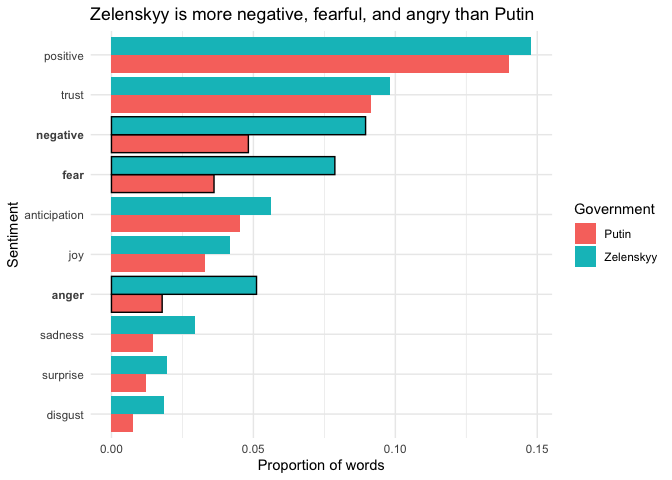 Zelenskyy is more negative, fearful, and angry than Putin
positive
trust
negative
fear
anticipation
joy
anger
sadness
surprise
disgust
Sentiment
0.00 0.05 0.10 0.15
Proportion of words
Government
Putin
Zelenskyy